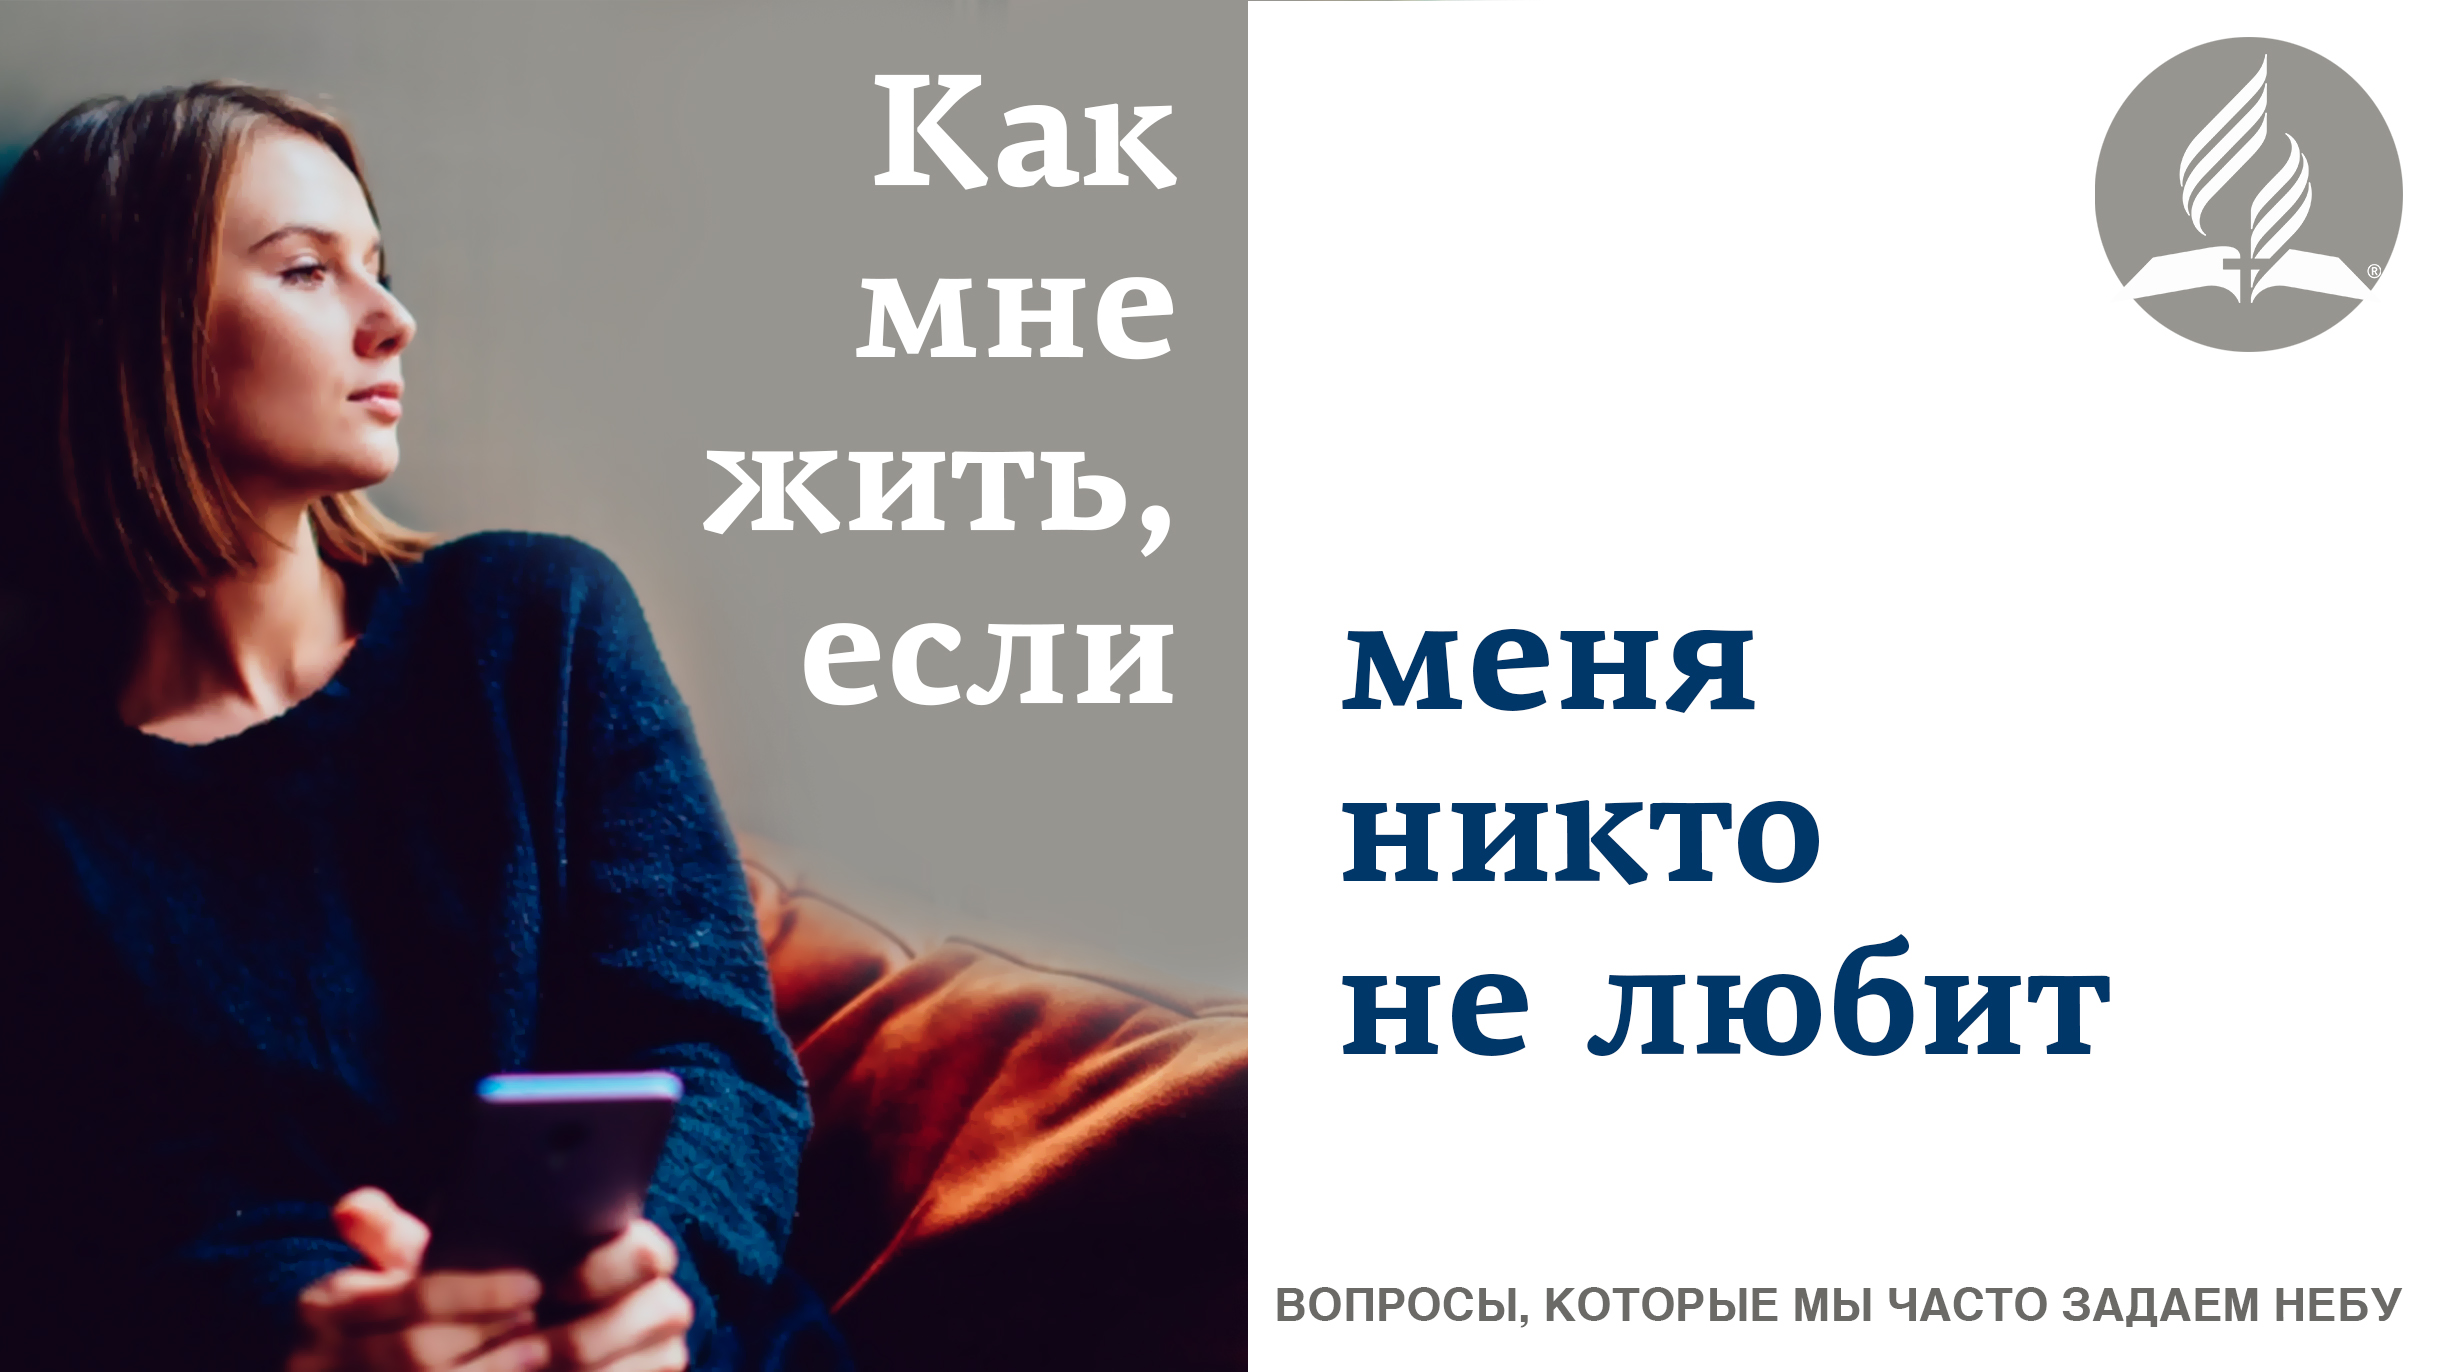 Как
мне
жить,
если
меня
никто
не любит
ВОПРОСЫ, КОТОРЫЕ МЫ ЧАСТО ЗАДАЕМ НЕБУ
®